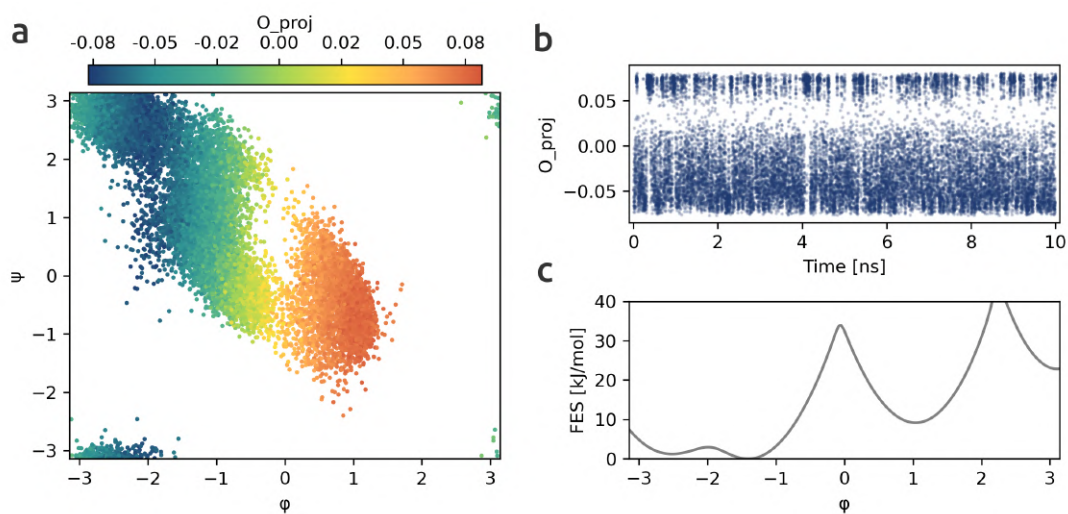 a
O_proj
-0.08 -0.05 -0.02 0.00 0.02 0.05 0.08
3
2
1
0
−1
−2
−3
ψ
−3 −2 −1 0 1 2 3
φ
b
0.05
0.00
−0.05
O_proj
0 2 4 6 8 10
Time [ns]
c
40
30
20
10
0
FES [kJ/mol]
−3 −2 −1 0 1 2 3
φ